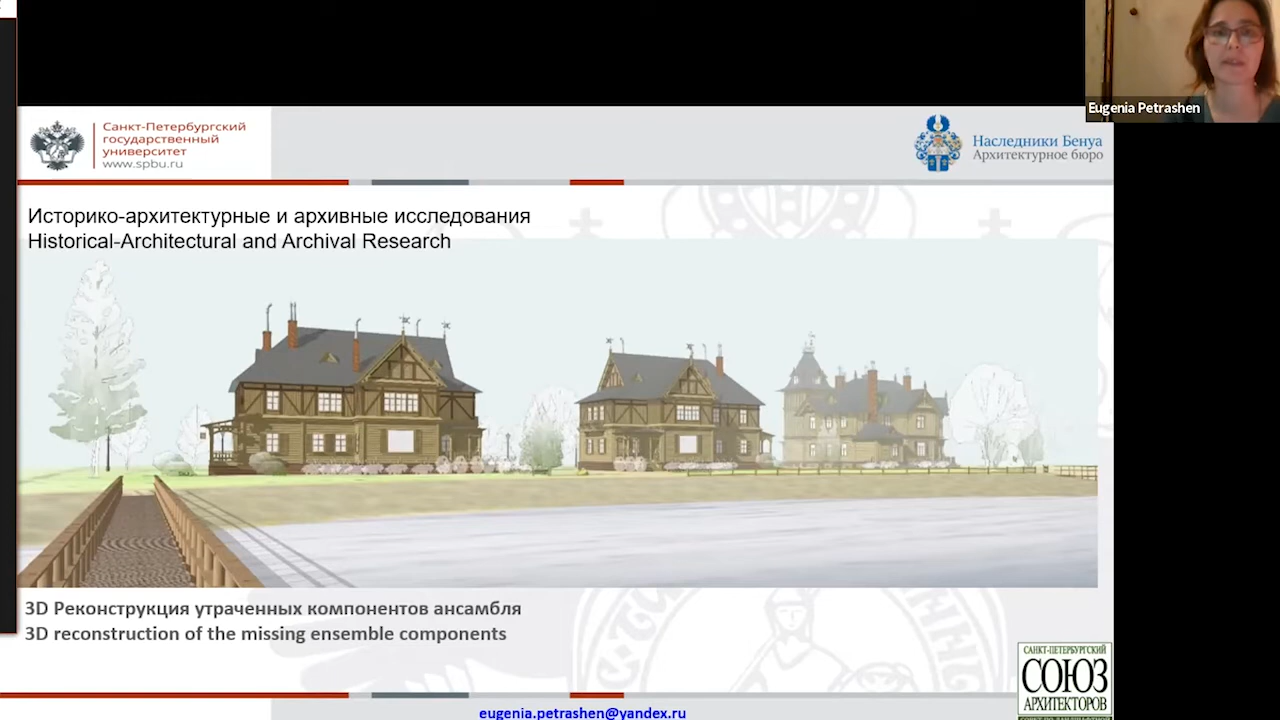 Eugenia Petrashen
Санкт-Петербургский
государственный
университет
www.spbu.ru
Наследники Бенуа
Архитектурное бюро
Историко-архитектурные и архивные исследования
Historical-Architectural and Archival Research
3D Реконструкция утраченных компонентов ансамбля
3D reconstruction of the missing ensemble components
САНКТ-ПЕТЕРБУРГСКИЙ
СОЮЗ
АРХИТЕКТОРОВ
eugenia.petrashen@yandex.ru